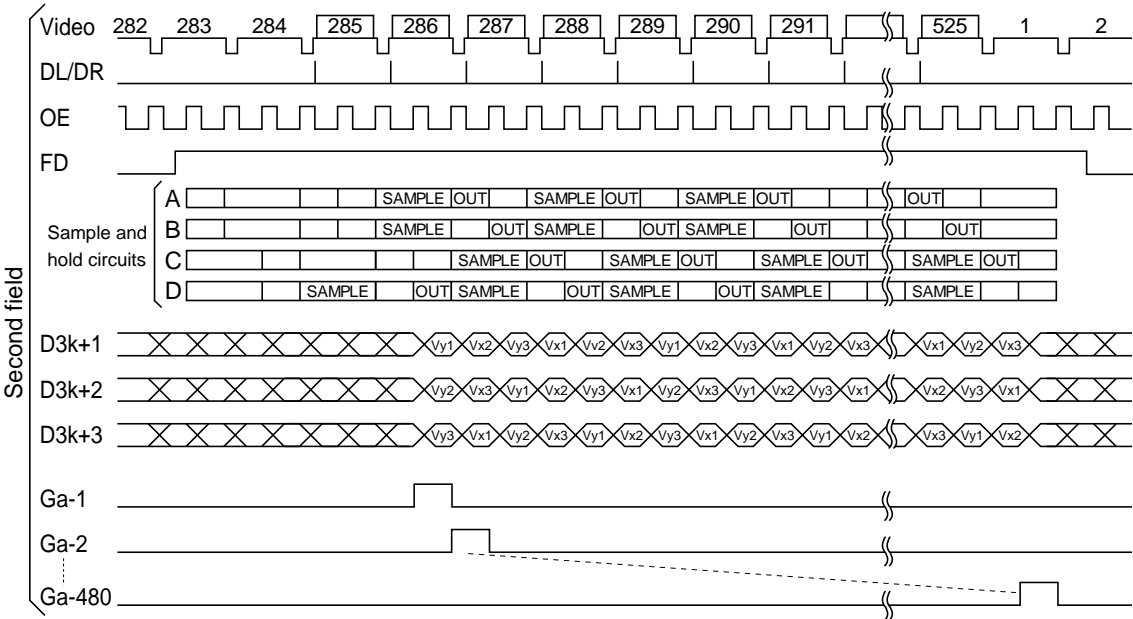 Second field
Video 282 283 284 285 286 287 288 289 290 291 525 1 2
DL/DR
OE
FD
Sample and
hold circuits
A SAMPLE OUT SAMPLE OUT SAMPLE OUT OUT
B SAMPLE OUT SAMPLE OUT SAMPLE OUT OUT
C SAMPLE OUT SAMPLE OUT SAMPLE OUT SAMPLE OUT
D SAMPLE OUT SAMPLE OUT SAMPLE OUT SAMPLE SAMPLE
D3k+1 Vy1 Vx2 Vy3 Vx1 Vy2 Vx3 Vy1 Vx2 Vy3 Vx1 Vy2 Vx3 Vx1 Vy2 Vx3
D3k+2 Vy2 Vx3 Vy1 Vx2 Vy3 Vx1 Vy2 Vx3 Vy1 Vx2 Vy3 Vx1 Vx2 Vy3 Vx1
D3k+3 Vy3 Vx1 Vy2 Vx3 Vy1 Vx2 Vy3 Vx1 Vy2 Vx3 Vy1 Vx2 Vx3 Vy1 Vx2
Ga-1
Ga-2
Ga-480